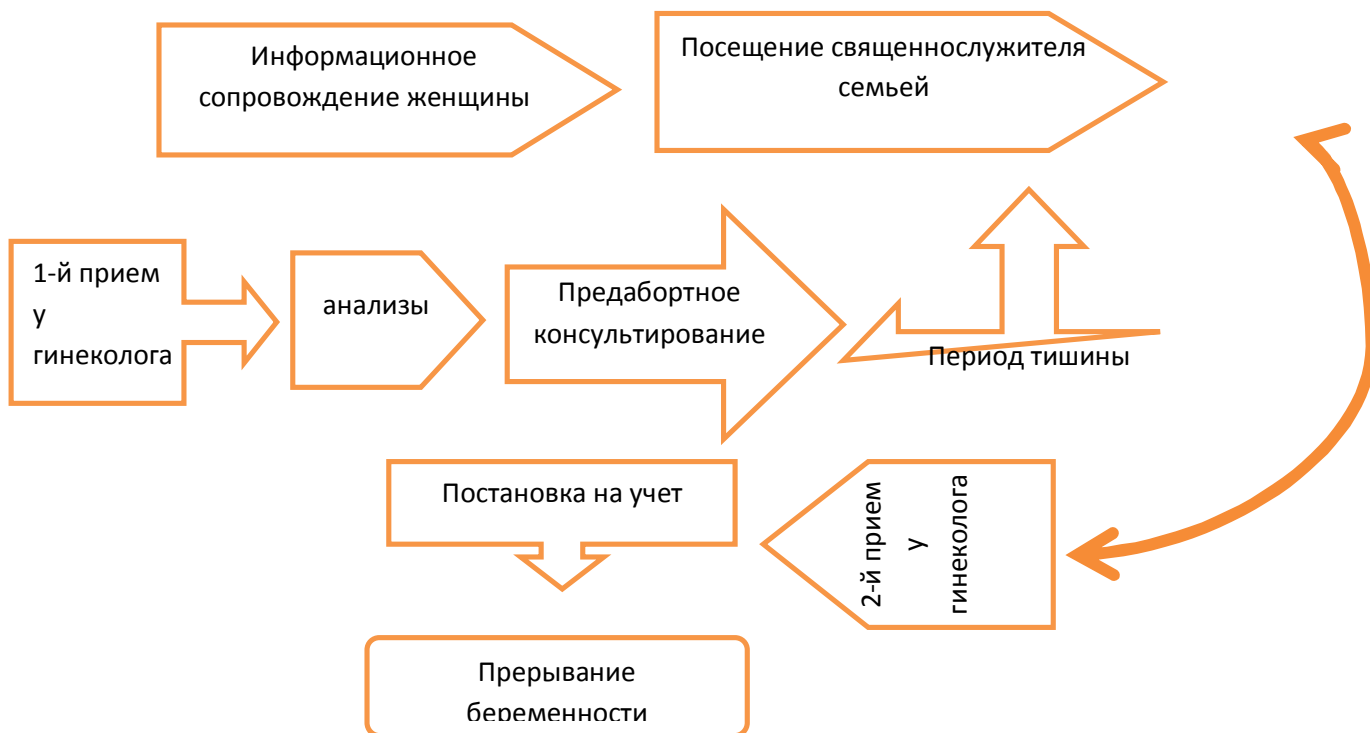 Информационное
сопровождение женщины
Посещение священнослужителя
семьей
1-й прием
у
гинеколога
анализы
Предабортное
консультирование
Период тишины
Постановка на учет
2-й прием
у
гинеколога
Прерывание
беременности